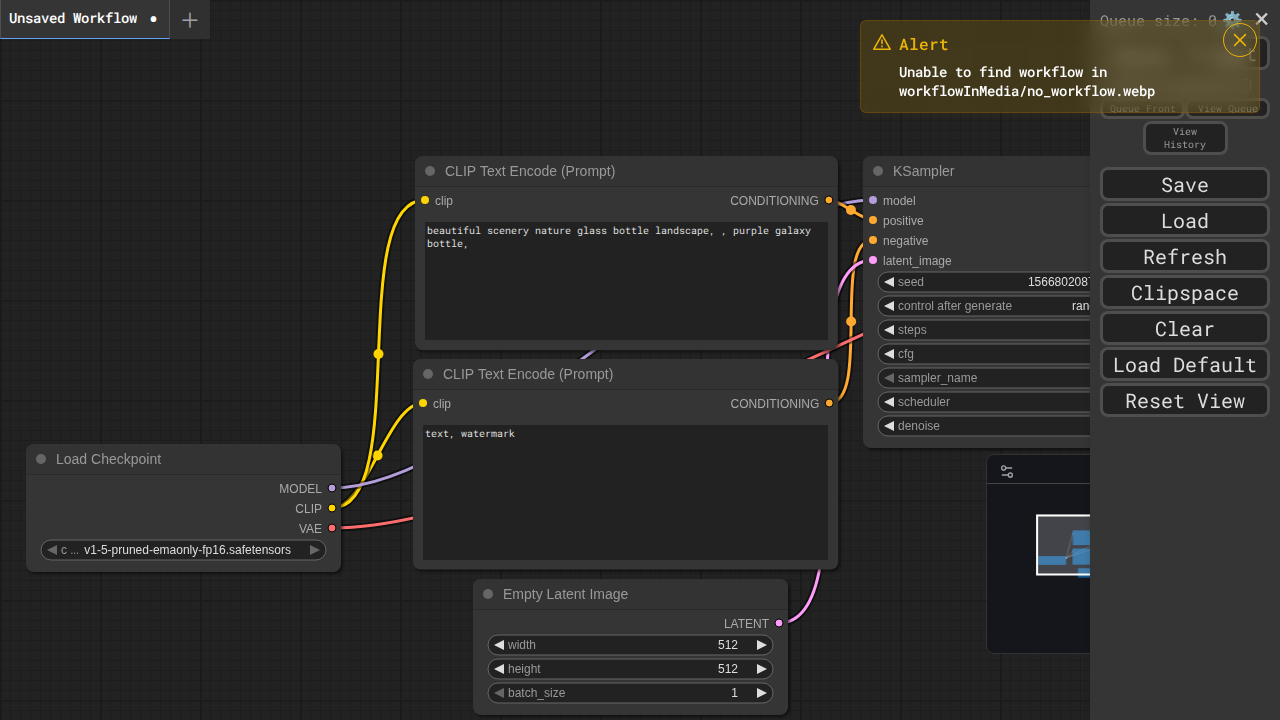 Unsaved Workflow
Queue size: 0
Alert
Unable to find workflow in
workflowInMedia/no_workflow.webp
Queue Front
View Queue
View
History
Save
Load
Refresh
Clipspace
Clear
Load Default
Reset View
CLIP Text Encode (Prompt)
clip
CONDITIONING
beautiful scenery nature glass bottle landscape, , purple galaxy
bottle,
KSampler
model
positive
negative
latent_image
seed
1566802087
control after generate
ran
steps
cfg
sampler_name
scheduler
denoise
CLIP Text Encode (Prompt)
clip
CONDITIONING
text, watermark
Load Checkpoint
MODEL
CLIP
VAE
c ... v1-5-pruned-emaonly-fp16.safetensors
Empty Latent Image
LATENT
width 512
height 512
batch_size 1